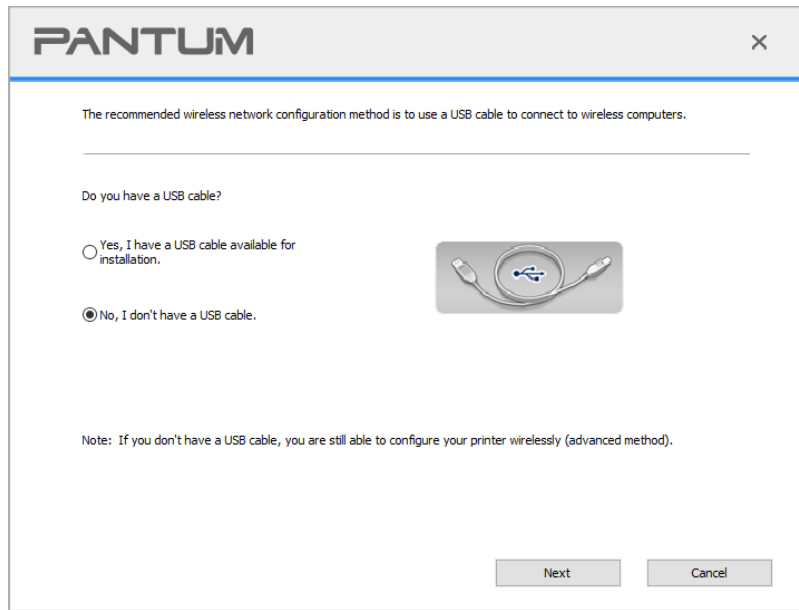 PANTUM
The recommended wireless network configuration method is to use a USB cable to connect to wireless computers.
Do you have a USB cable?
Yes, I have a USB cable available for
installation.
No, I don't have a USB cable.
Note:  If you don't have a USB cable, you are still able to configure your printer wirelessly (advanced method).
Next
Cancel